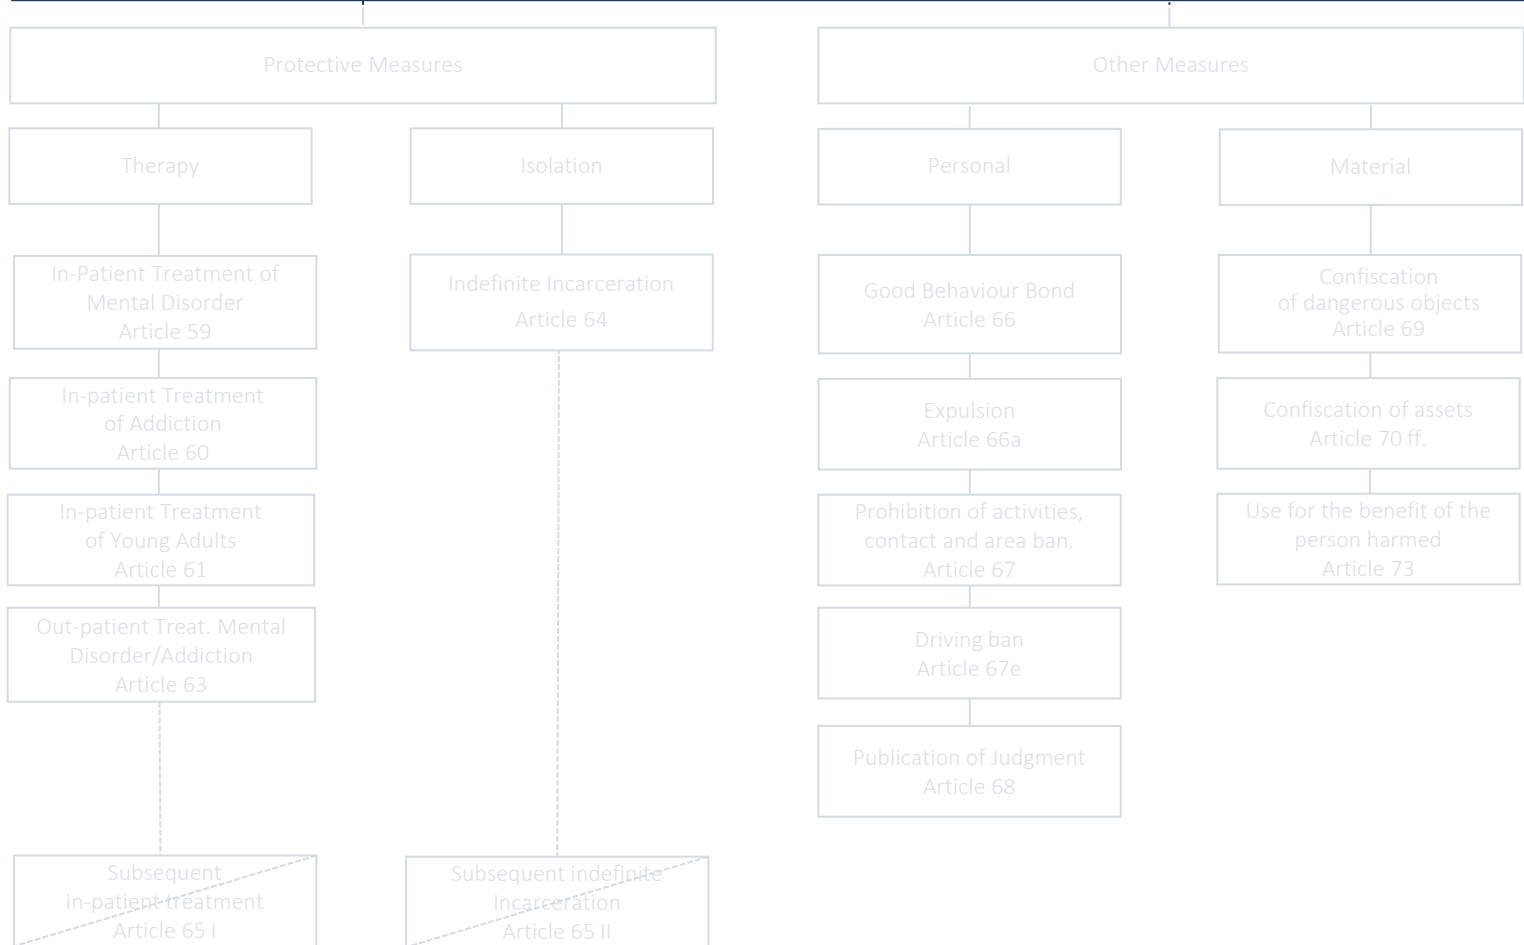 Protective Measures
Other Measures
Therapy
Isolation
Personal
Material
In-Patient Treatment of
Mental Disorder
Article 59
Indefinite Incarceration
Article 64
Good Behaviour Bond
Article 66
Confiscation
of dangerous objects
Article 69
In-patient Treatment
of Addiction
Article 60
Expulsion
Article 66a
Confiscation of assets
Article 70 ff.
In-patient Treatment
of Young Adults
Article 61
Prohibition of activities,
contact and area ban.
Article 67
Use for the benefit of the
person harmed
Article 73
Out-patient Treat. Mental
Disorder/Addiction
Article 63
Driving ban
Article 67e
Publication of Judgment
Article 68
Subsequent
in-patient treatment
Article 65 I
Subsequent indefinite
Incarceration
Article 65 II